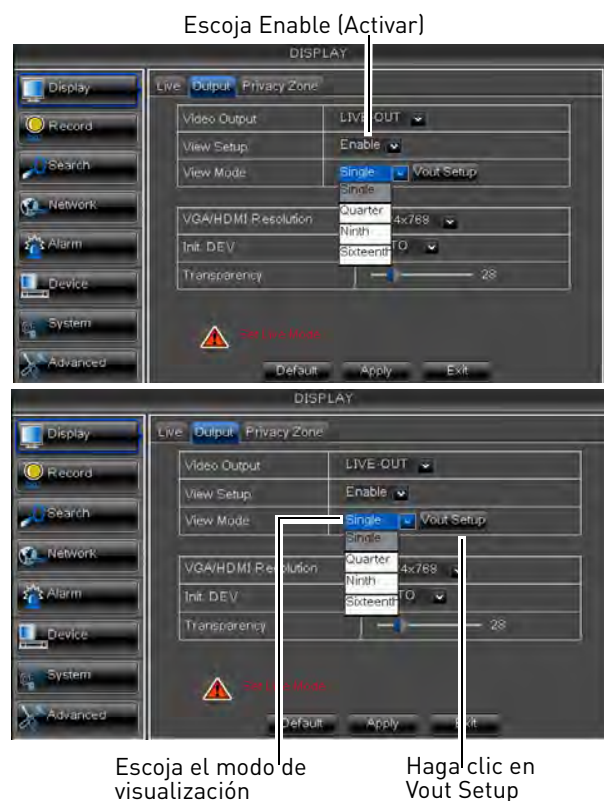 Escoja Enable (Activar)
DISPLAY
Display
Live Output Privacy Zone
Video Output LIVE-OUT
Record
View Setup Enable
Search
View Mode Single Vout Setup
Single
Network
Quarter
VGA/HDMI Resolution 4x768
Ninth
Alarm
Init. DEV TO
Sixteenth
Device
Transparency 28
System
Advanced
Default Apply Exit
DISPLAY
Display
Live Output Privacy Zone
Video Output LIVE-OUT
Record
View Setup Enable
Search
View Mode Single Vout Setup
Single
Network
Quarter
VGA/HDMI Resolution 4x768
Ninth
Alarm
Init. DEV TO
Sixteenth
Device
Transparency 28
System
Advanced
Default Apply Exit
Escoja el modo de
visualización
Haga clic en
Vout Setup